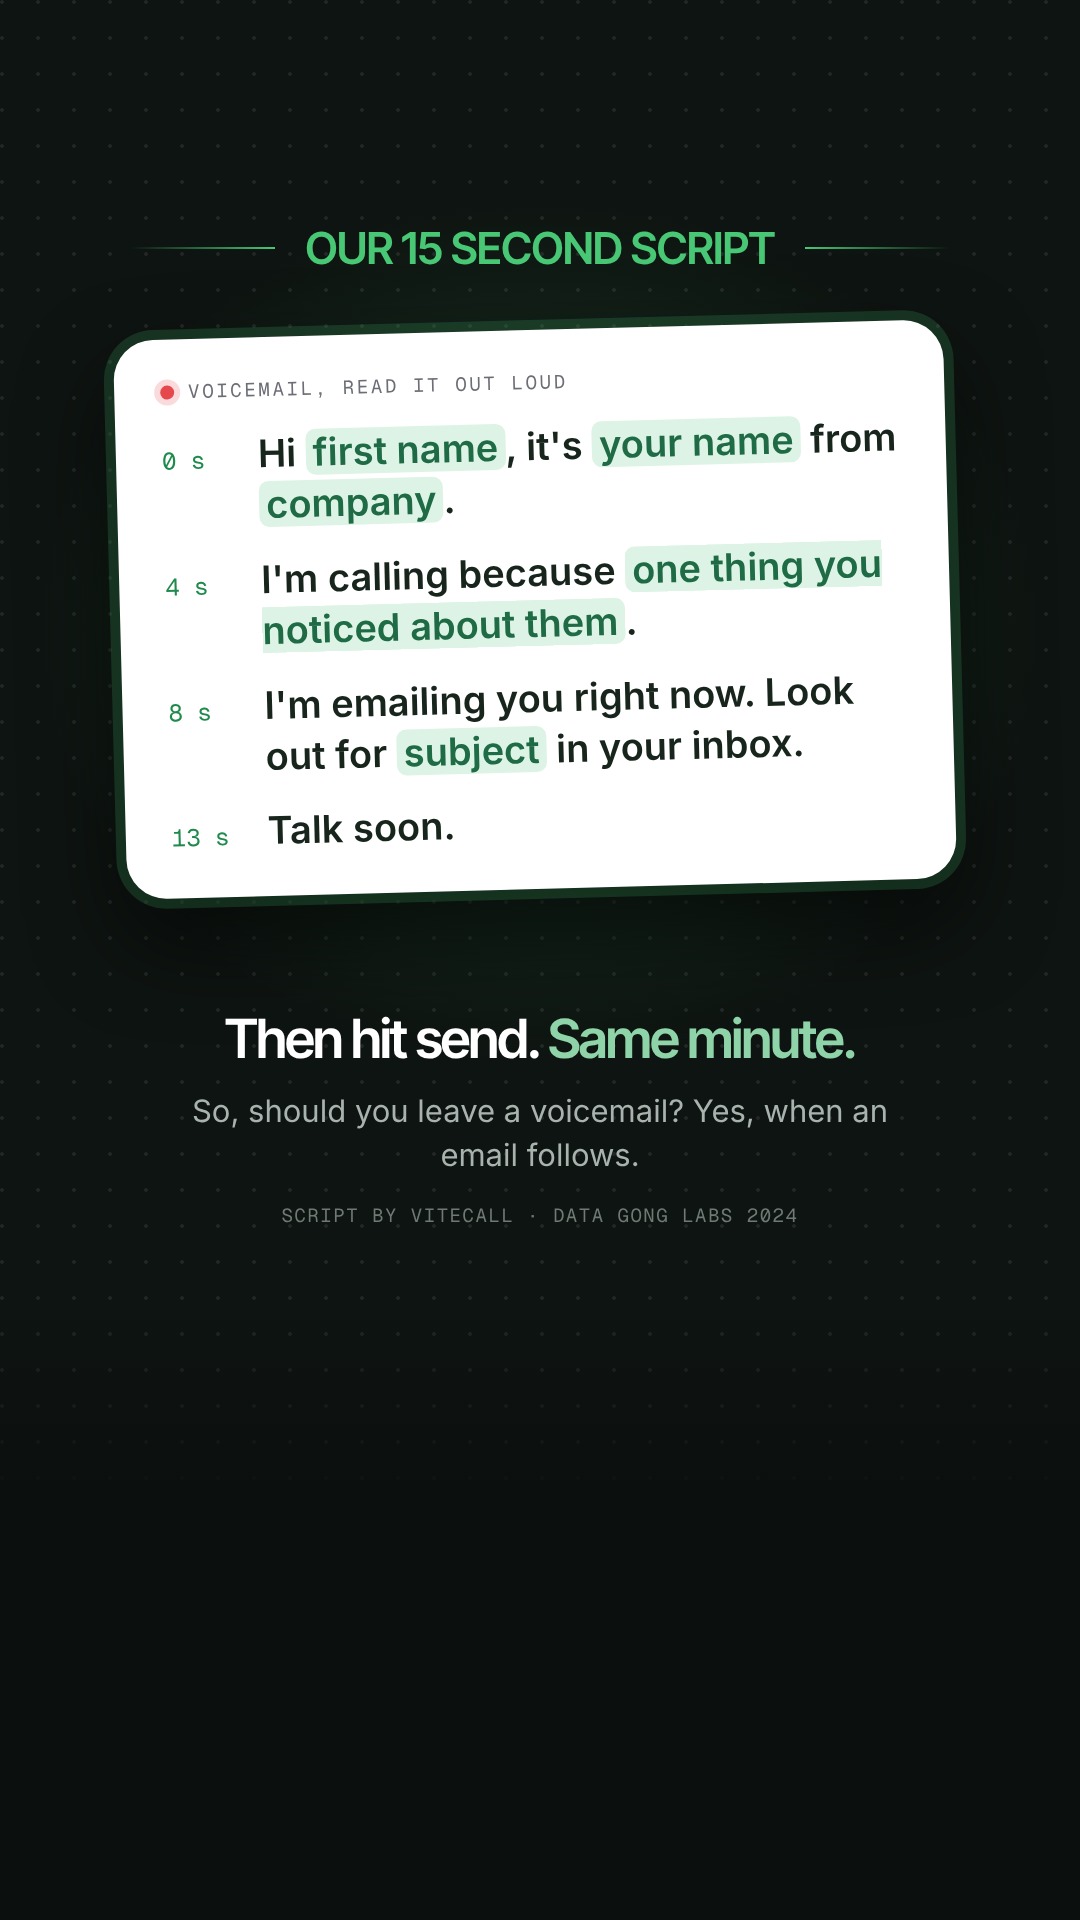 OUR 15 SECOND SCRIPT
VOICEMAIL, READ IT OUT LOUD
0 s Hi first name, it's your name from
company.
4 s I'm calling because one thing you
noticed about them.
8 s I'm emailing you right now. Look
out for subject in your inbox.
13 s Talk soon.
Then hit send. Same minute.
So, should you leave a voicemail? Yes, when an
email follows.
SCRIPT BY VITECALL · DATA GONG LABS 2024